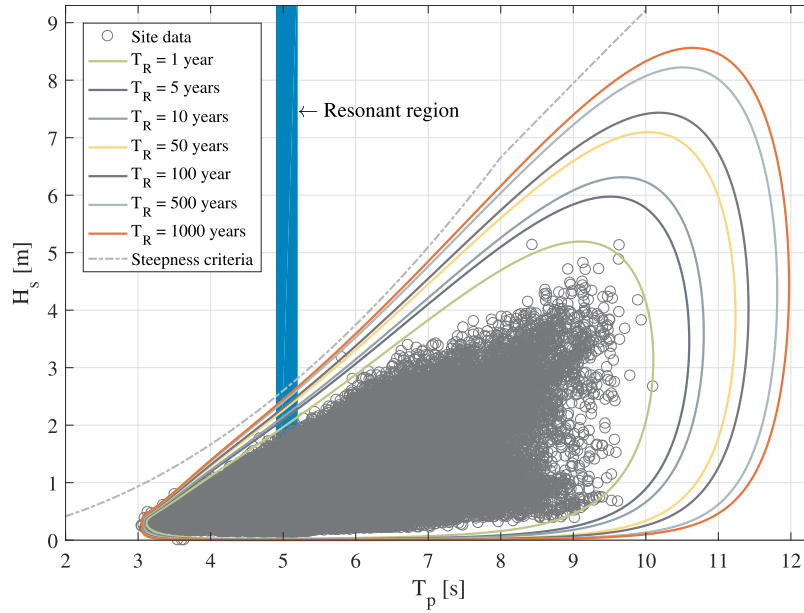 Site data
T_R = 1 year
T_R = 5 years
T_R = 10 years
T_R = 50 years
T_R = 100 year
T_R = 500 years
T_R = 1000 years
Steepness criteria
← Resonant region
H_s [m]
9
8
7
6
5
4
3
2
1
0
2 3 4 5 6 7 8 9 10 11 12
T_p [s]